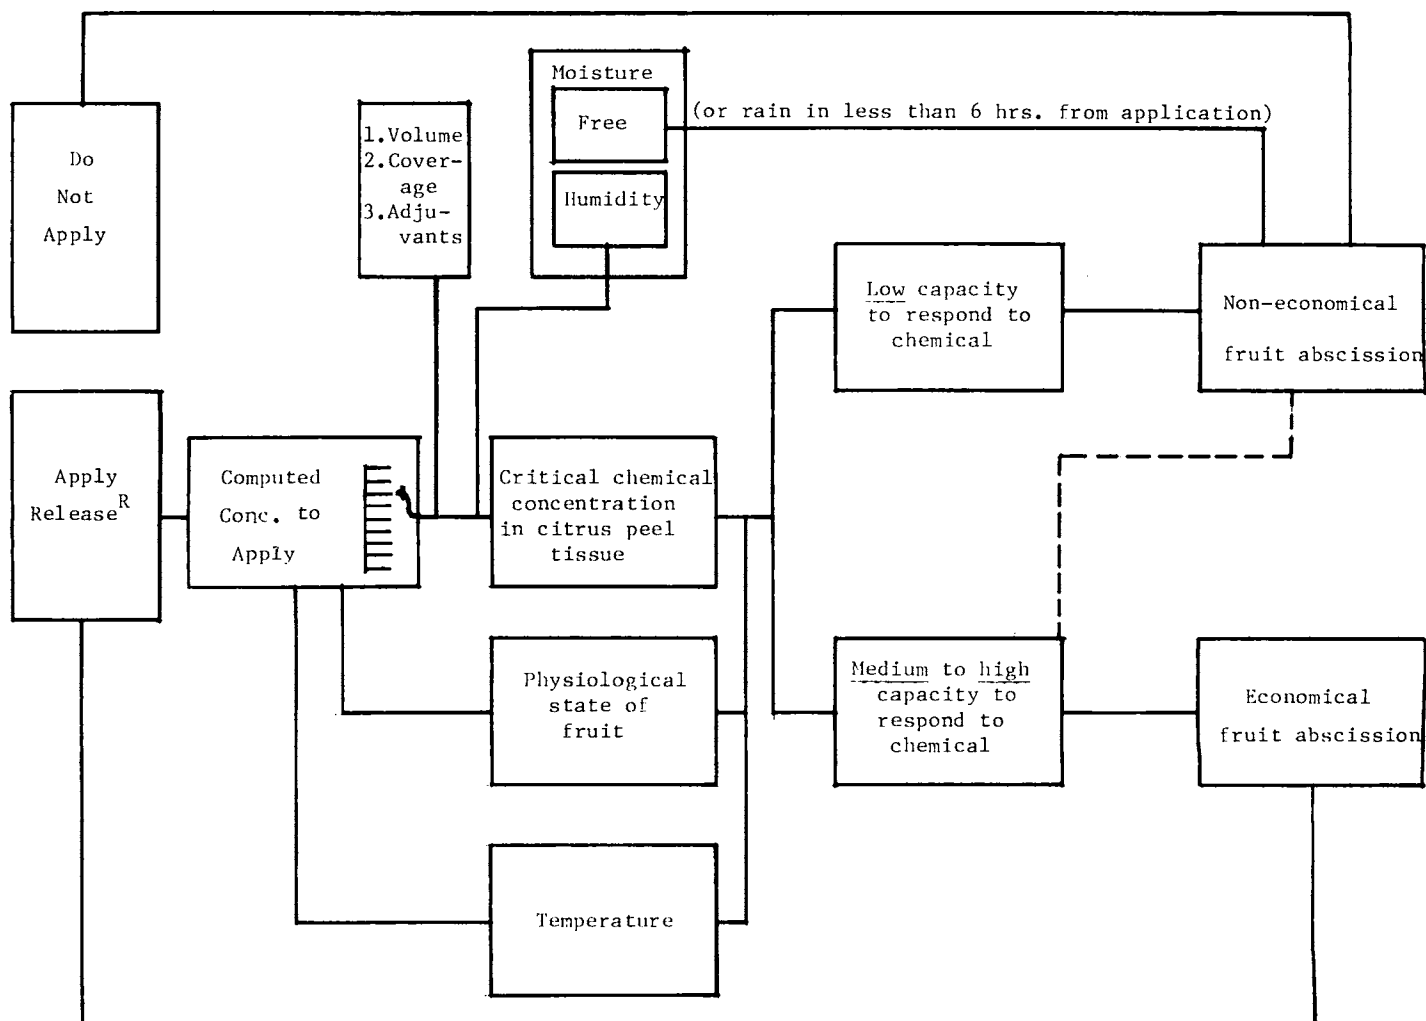 Do
Not
Apply
1.Volume
2.Cover-
age
3.Adju-
vants
Moisture
Free
Humidity
(or rain in less than 6 hrs. from application)
Low capacity
to respond to
chemical
Non-economical
fruit abscission
Apply
Release^R
Computed
Conc. to
Apply
Critical chemical
concentration
in citrus peel
tissue
Physiological
state of
fruit
Medium to high
capacity to
respond to
chemical
Economical
fruit abscission
Temperature